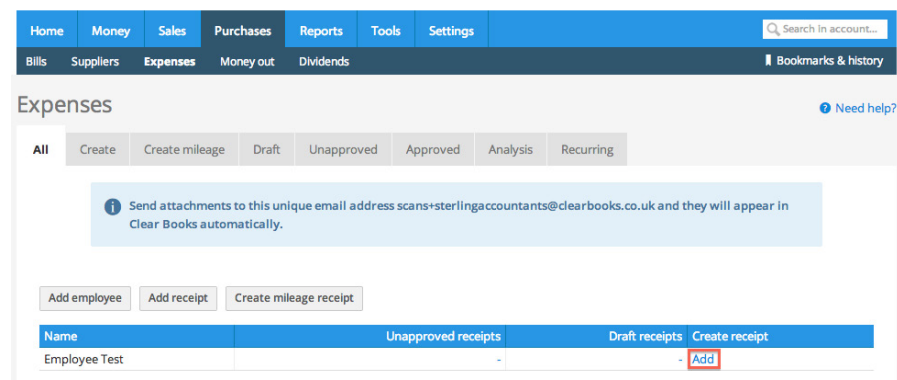 Home Money Sales Purchases Reports Tools Settings Search in account...
Bills Suppliers Expenses Money out Dividends Bookmarks & history
Expenses
Need help?
All Create Create mileage Draft Unapproved Approved Analysis Recurring
Send attachments to this unique email address scans+sterlingaccountants@clearbooks.co.uk and they will appear in
Clear Books automatically.
Add employee Add receipt Create mileage receipt
Name Unapproved receipts Draft receipts Create receipt
Employee Test - - Add